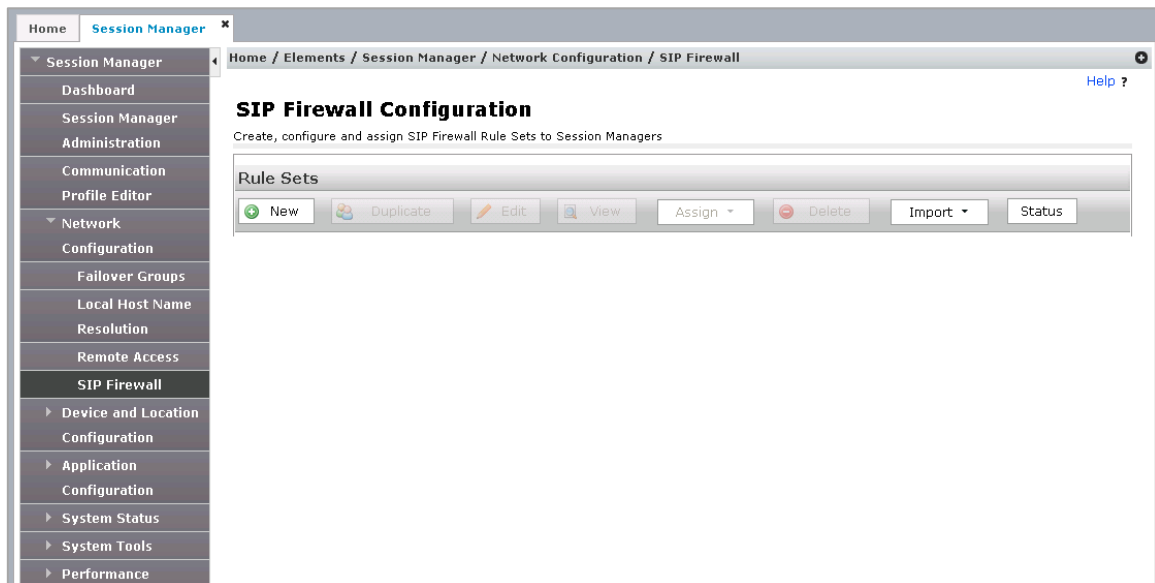 Home
Session Manager
Session Manager
Home / Elements / Session Manager / Network Configuration / SIP Firewall
Help ?
Dashboard
Session Manager
Administration
Communication
Profile Editor
Network
Configuration
Failover Groups
Local Host Name
Resolution
Remote Access
SIP Firewall
Device and Location
Configuration
Application
Configuration
System Status
System Tools
Performance
SIP Firewall Configuration
Create, configure and assign SIP Firewall Rule Sets to Session Managers
Rule Sets
New Duplicate Edit View Assign Delete Import Status